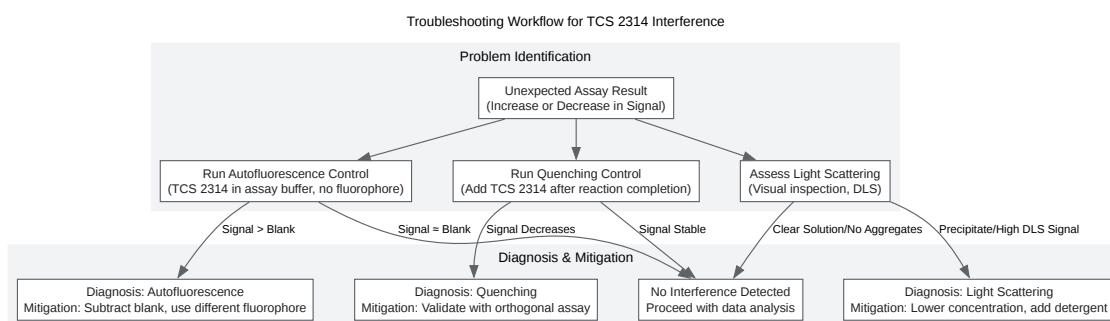 Troubleshooting Workflow for TCS 2314 Interference
Problem Identification
Unexpected Assay Result
(Increase or Decrease in Signal)
Run Autofluorescence Control
(TCS 2314 in assay buffer, no fluorophore)
Run Quenching Control
(Add TCS 2314 after reaction completion)
Assess Light Scattering
(Visual inspection, DLS)
Signal > Blank
Signal ≈ Blank
Signal Decreases
Signal Stable
Clear Solution/No Aggregates
Precipitate/High DLS Signal
Diagnosis & Mitigation
Diagnosis: Autofluorescence
Mitigation: Subtract blank, use different fluorophore
Diagnosis: Quenching
Mitigation: Validate with orthogonal assay
No Interference Detected
Proceed with data analysis
Diagnosis: Light Scattering
Mitigation: Lower concentration, add detergent